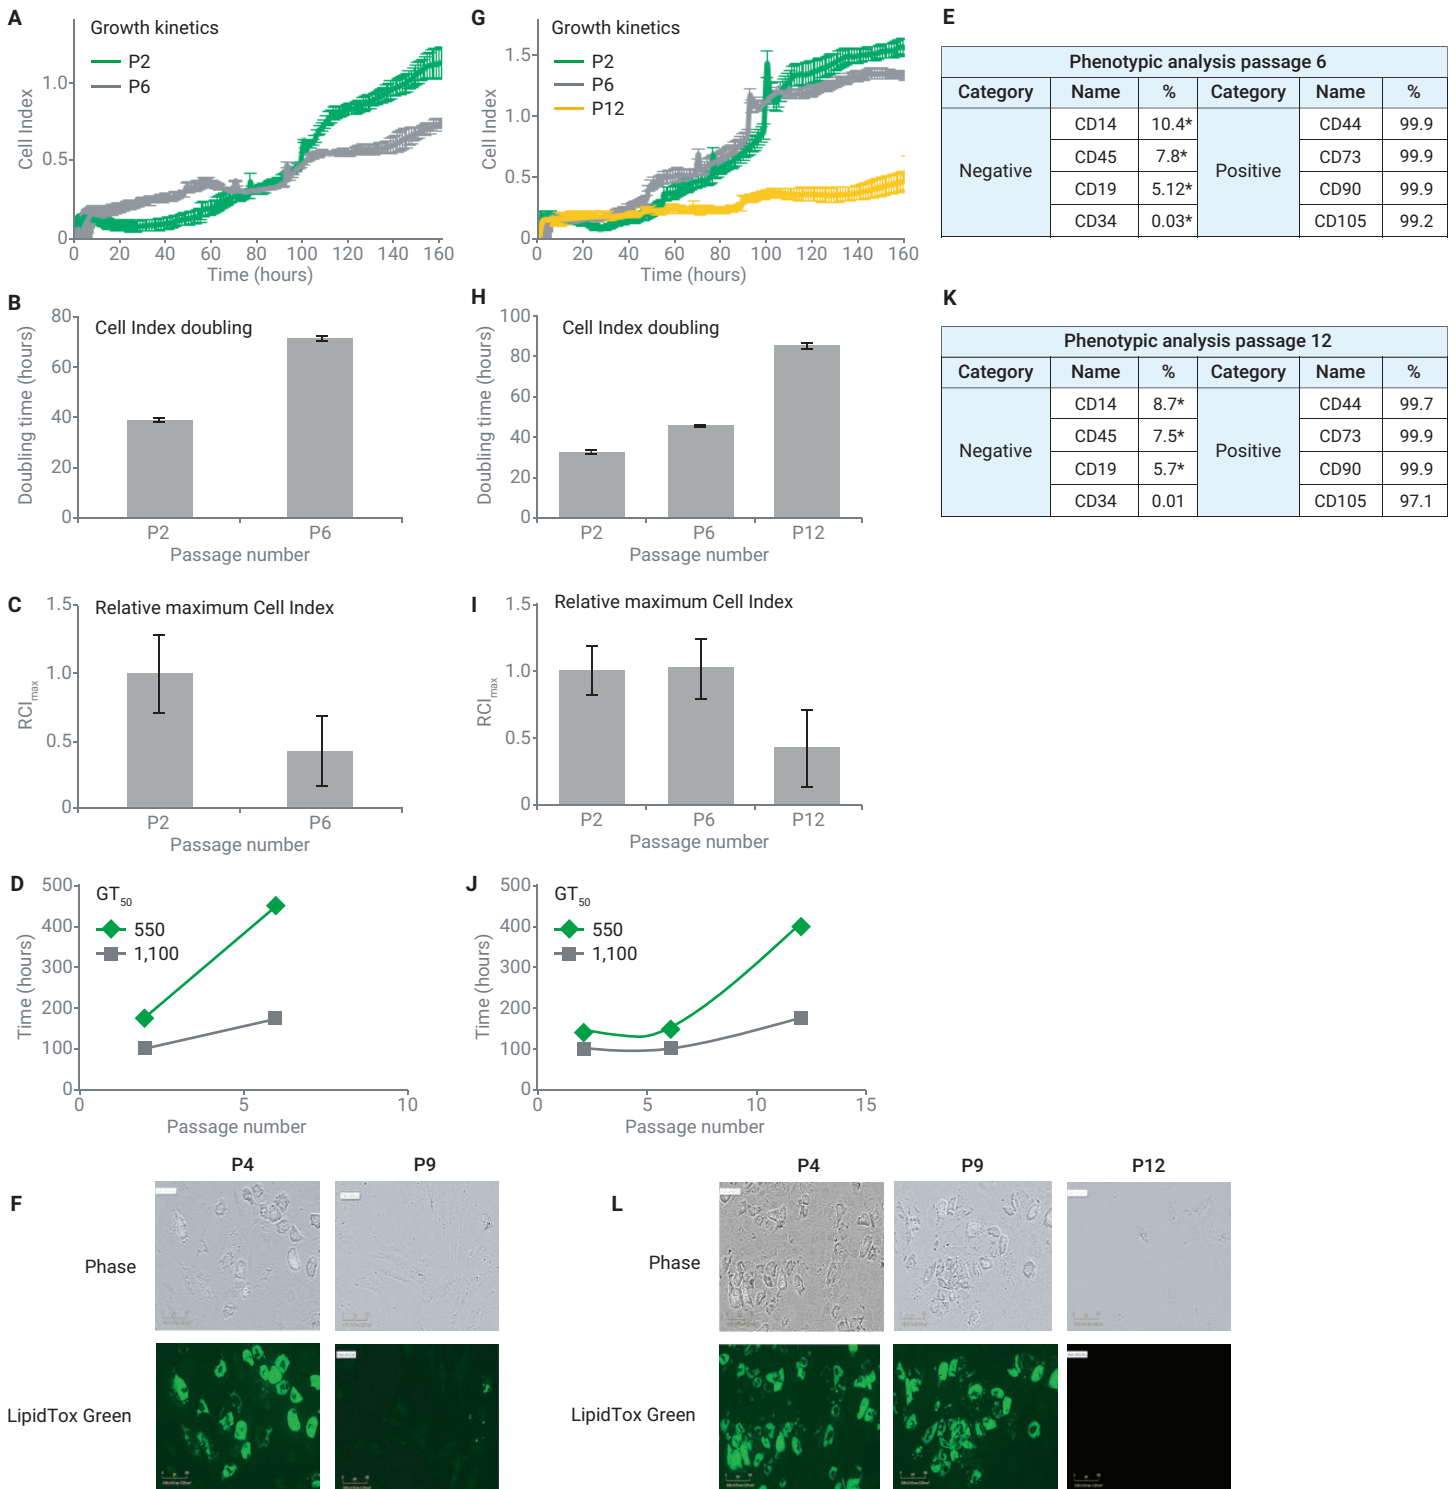 A
Growth kinetics
P2
P6
Cell Index
1.0
0.5
0
0 20 40 60 80 100 120 140 160
Time (hours)
G
Growth kinetics
P2
P6
P12
Cell Index
1.5
1.0
0.5
0
0 20 40 60 80 100 120 140 160
Time (hours)
E
Phenotypic analysis passage 6
Category Name % Category Name %
Negative Positive
CD14 10.4* CD44 99.9
CD45 7.8* CD73 99.9
CD19 5.12* CD90 99.9
CD34 0.03* CD105 99.2
B
Cell Index doubling
Doubling time (hours)
80
60
40
20
0
P2 P6
Passage number
H
Cell Index doubling
Doubling time (hours)
100
80
60
40
20
0
P2 P6 P12
Passage number
K
Phenotypic analysis passage 12
Category Name % Category Name %
Negative Positive
CD14 8.7* CD44 99.7
CD45 7.5* CD73 99.9
CD19 5.7* CD90 99.9
CD34 0.01 CD105 97.1
C
Relative maximum Cell Index
RCImax
1.5
1.0
0.5
0
P2 P6
Passage number
I
Relative maximum Cell Index
RCImax
1.5
1.0
0.5
0
P2 P6 P12
Passage number
D
GT50
550
1,100
Time (hours)
500
400
300
200
100
0
0 5 10
Passage number
J
GT50
550
1,100
Time (hours)
500
400
300
200
100
0
0 5 10 15
Passage number
F
P4 P9
Phase
LipidTox Green
L
P4 P9 P12
Phase
LipidTox Green